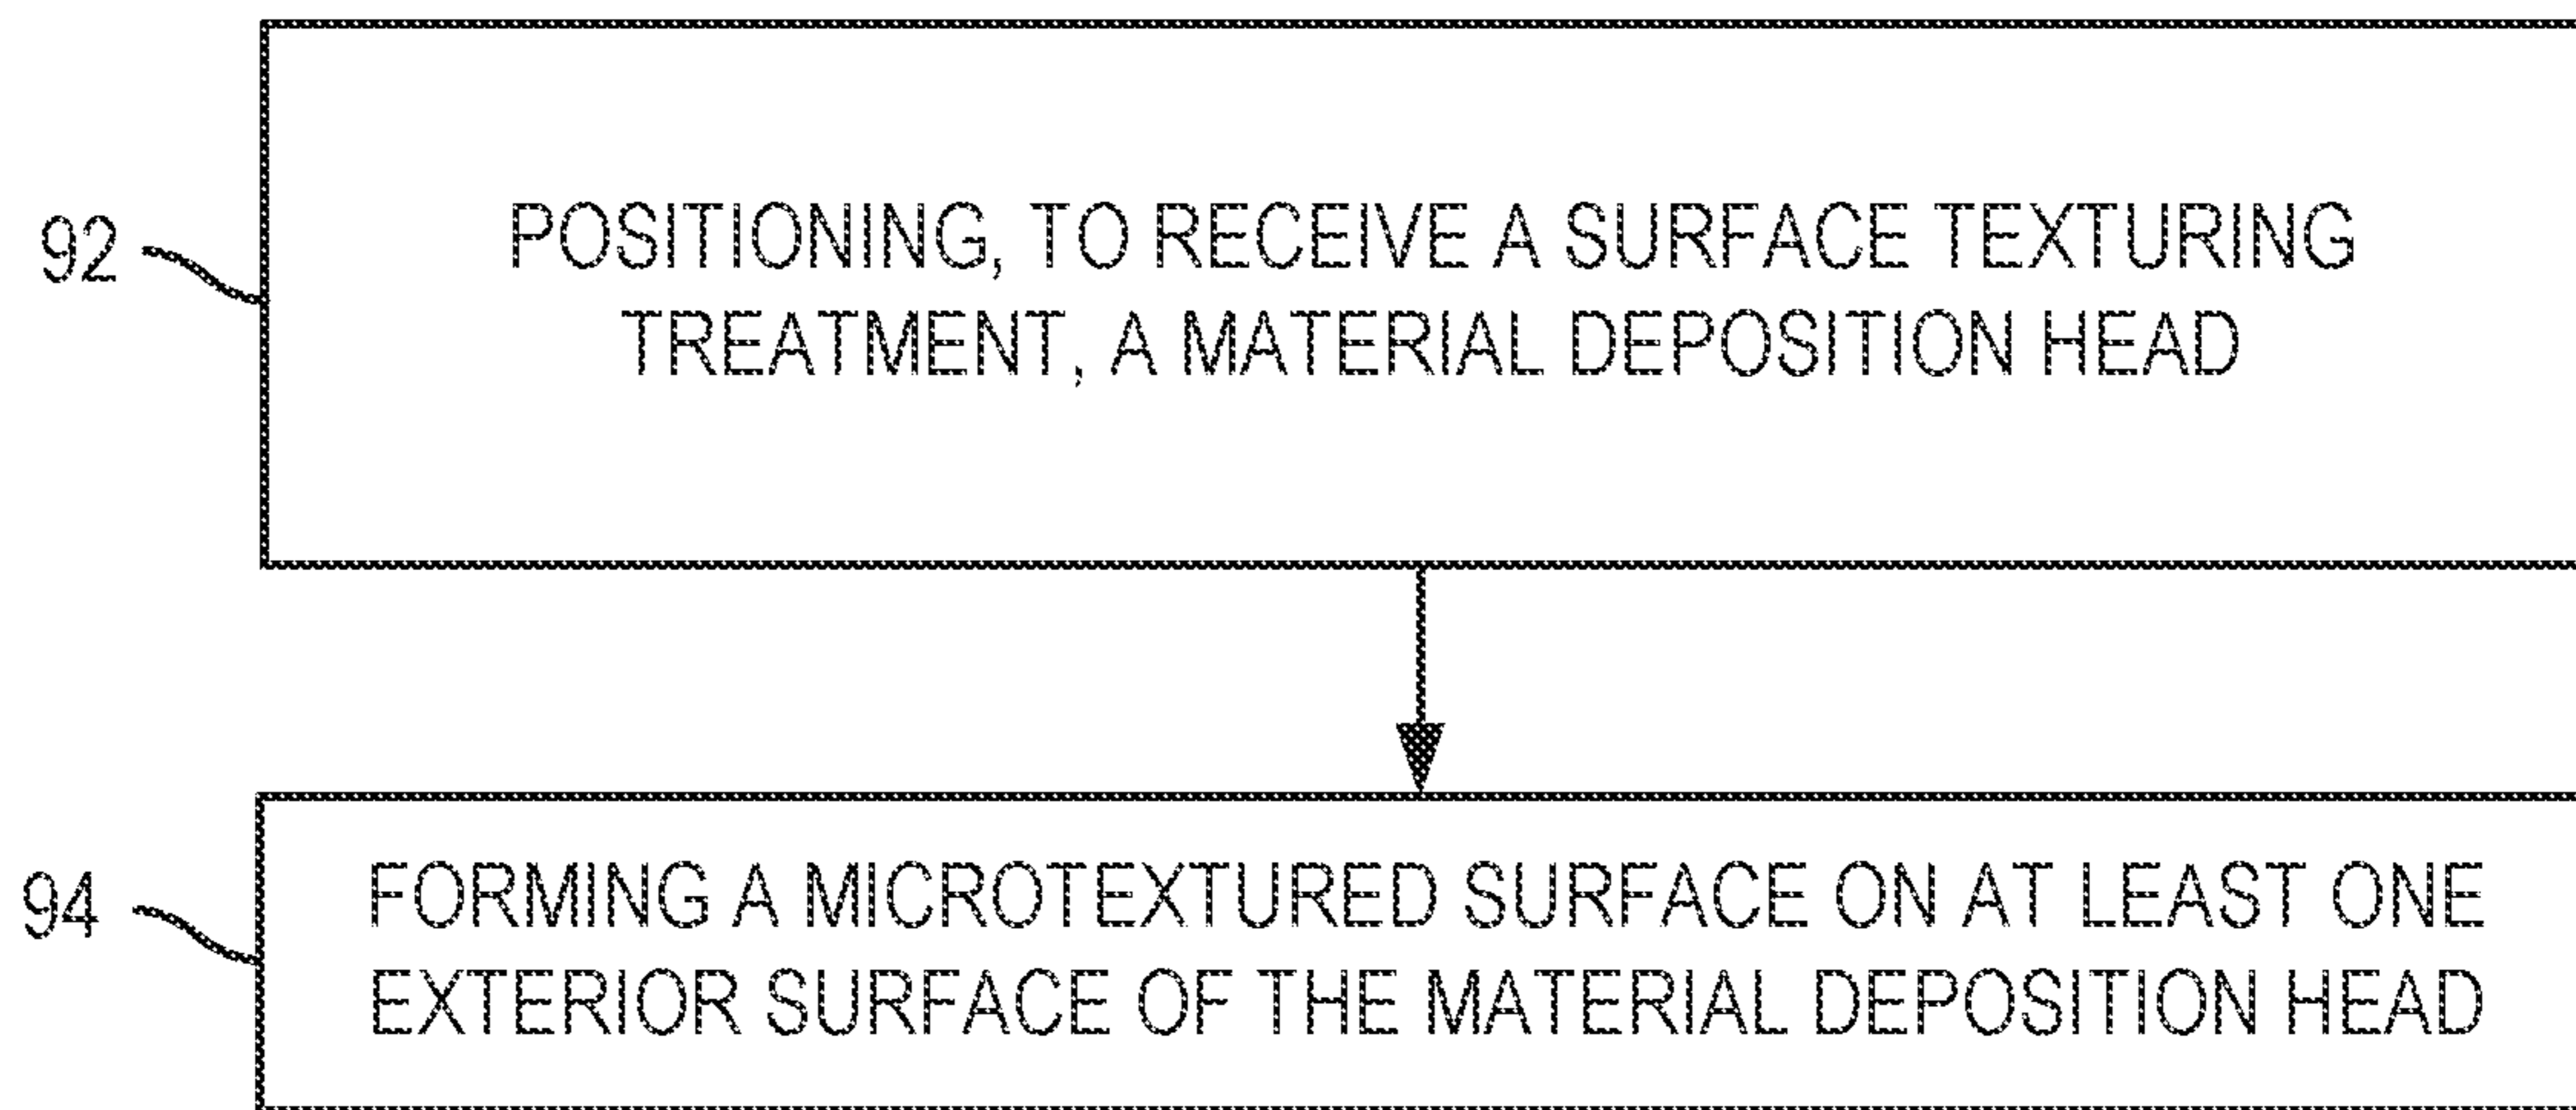 92
POSITIONING, TO RECEIVE A SURFACE TEXTURING
TREATMENT, A MATERIAL DEPOSITION HEAD
94
FORMING A MICROTEXTURED SURFACE ON AT LEAST ONE
EXTERIOR SURFACE OF THE MATERIAL DEPOSITION HEAD